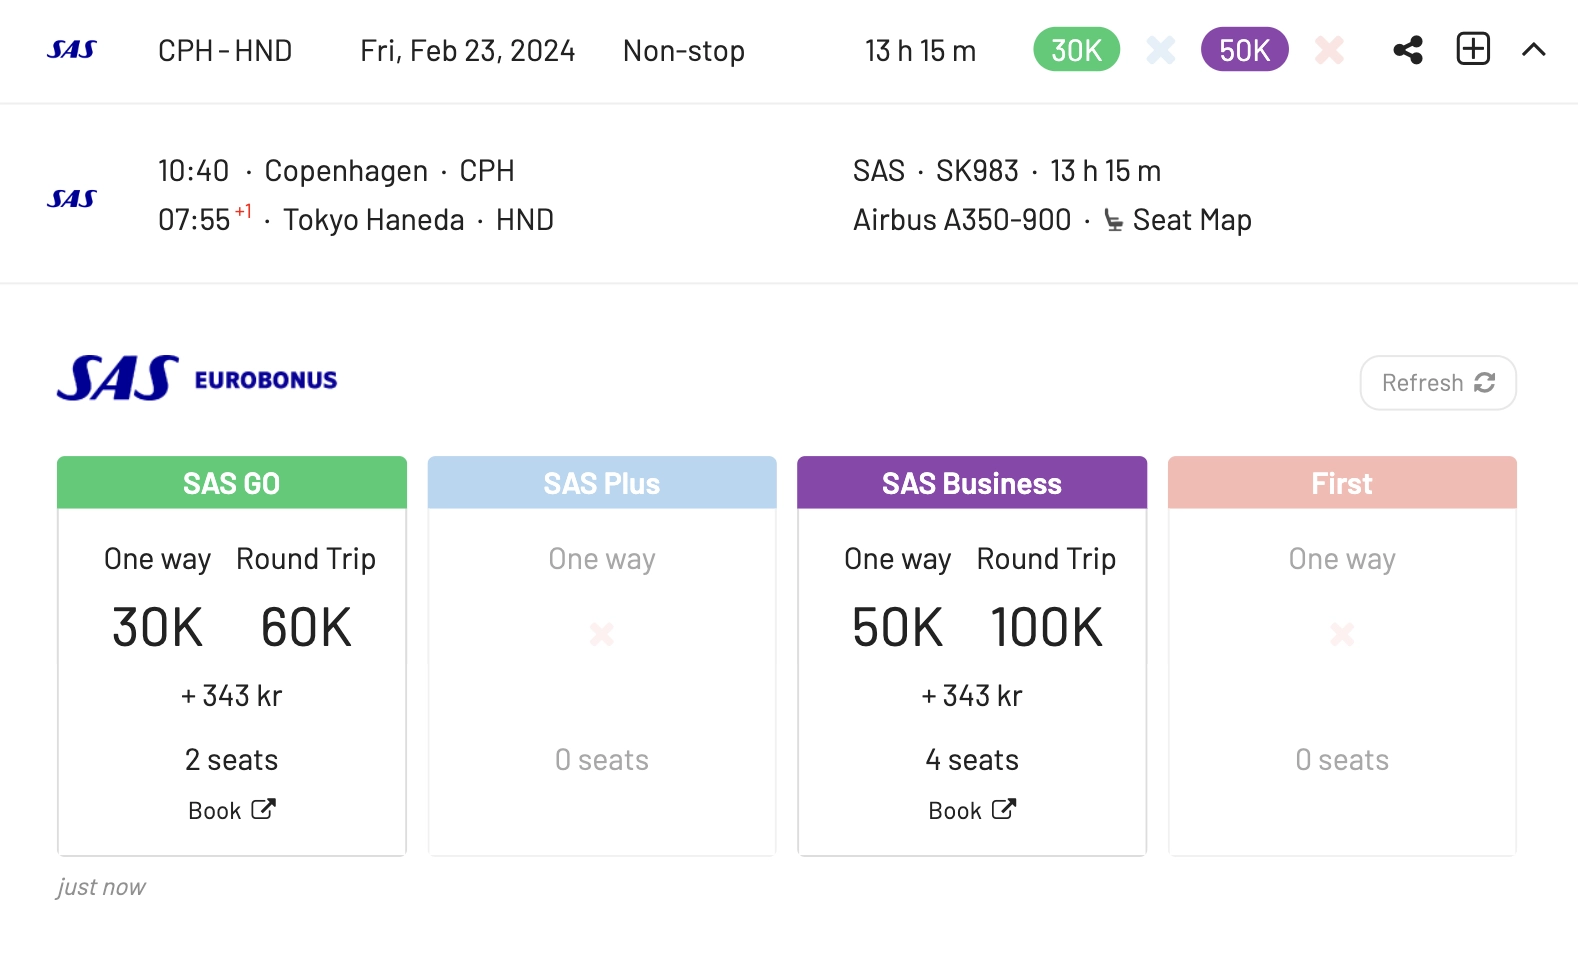 SAS CPH - HND Fri, Feb 23, 2024 Non-stop 13 h 15 m 30K 50K
10:40 · Copenhagen · CPH SAS · SK983 · 13 h 15 m
SAS
07:55 +1 · Tokyo Haneda · HND Airbus A350-900 · Seat Map
SAS EUROBONUS
Refresh
SAS GO SAS Plus SAS Business First
One way Round Trip One way One way Round Trip One way
30K 60K 50K 100K
+ 343 kr + 343 kr
2 seats 0 seats 4 seats 0 seats
Book Book
just now